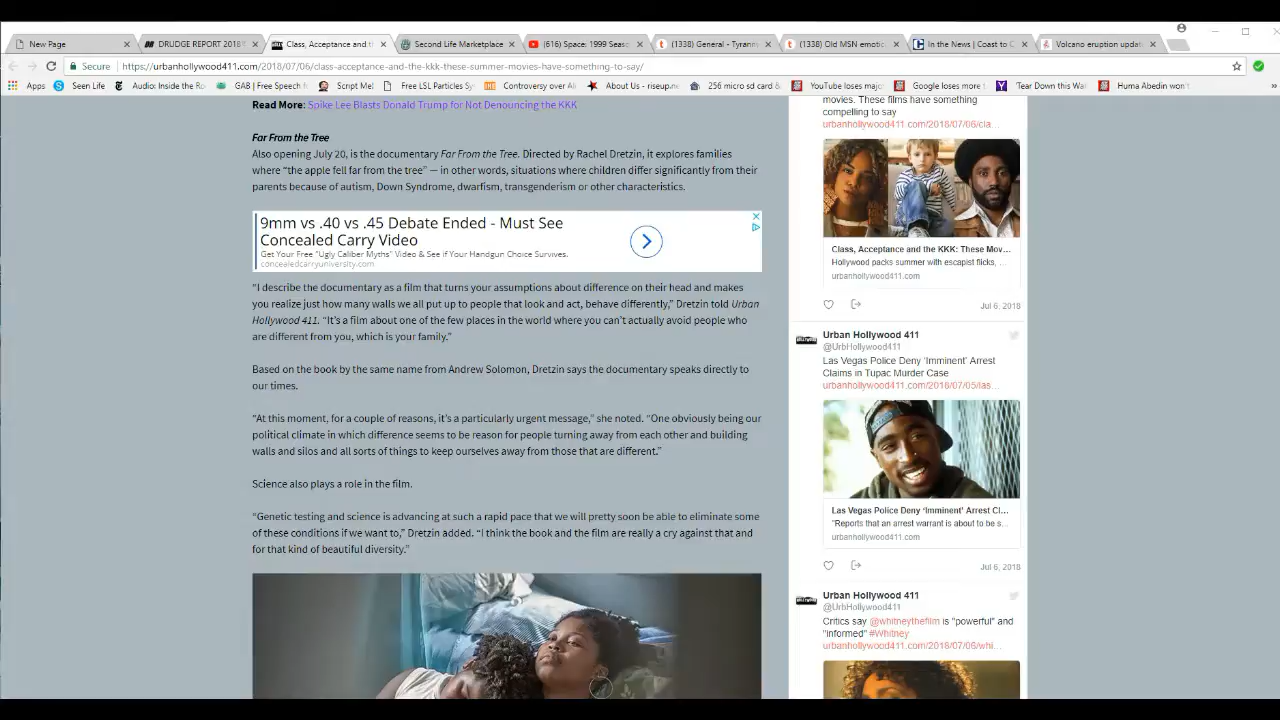 New Page
DRUDGE REPORT 2018
Class, Acceptance and t
Second Life Marketplace
(616) Space: 1999 Seas
(1338) General - Tyrann
(1338) Old MSN emotic
In the News | Coast to C
Volcano eruption updat
Secure
https://urbanhollywood411.com/2018/07/06/class-acceptance-and-the-kkk-these-summer-movies-have-something-to-say/
Apps
Seen Life
Audio: Inside the Ro
GAB | Free Speech f
Script Me!
Free LSL Particles Sy
Controversy over Al
About Us - riseup.ne
256 micro sd card &
YouTube loses majo
Google loses more
Tear Down this Wa
Huma Abedin won't
»
Read More: Spike Lee Blasts Donald Trump for Not Denouncing the KKK
Far From the Tree
Also opening July 20, is the documentary Far From the Tree. Directed by Rachel Dretzin, it explores families
where “the apple fell far from the tree” — in other words, situations where children differ significantly from their
parents because of autism, Down Syndrome, dwarfism, transgenderism or other characteristics.
9mm vs .40 vs .45 Debate Ended - Must See
Concealed Carry Video
Get Your Free "Ugly Caliber Myths" Video & See if Your Handgun Choice Survives.
concealedcarryuniversity.com
“I describe the documentary as a film that turns your assumptions about difference on their head and makes
you realize just how many walls we all put up to people that look and act, behave differently,” Dretzin told Urban
Hollywood411. “It’s a film about one of the few places in the world where you can’t actually avoid people who
are different from you, which is your family.”
Based on the book by the same name from Andrew Solomon, Dretzin says the documentary speaks directly to
our times.
“At this moment, for a couple of reasons, it’s a particularly urgent message,” she noted. “One obviously being our
political climate in which difference seems to be reason for people turning away from each other and building
walls and silos and all sorts of things to keep ourselves away from those that are different.”
Science also plays a role in the film.
“Genetic testing and science is advancing at such a rapid pace that we will pretty soon be able to eliminate some
of these conditions if we want to,” Dretzin added. “I think the book and the film are really a cry against that and
for that kind of beautiful diversity.”
movies. These films have something
compelling to say
urbanhollywood411.com/2018/07/06/cla…
Class, Acceptance and the KKK: These Mov...
Hollywood packs summer with escapist flicks, ...
urbanhollywood411.com
Jul 6, 2018
Urban Hollywood 411
@UrbHollywood411
Las Vegas Police Deny ‘Imminent’ Arrest
Claims in Tupac Murder Case
urbanhollywood411.com/2018/07/05/las…
Las Vegas Police Deny ‘Imminent’ Arrest Cl...
"Reports that an arrest warrant is about to be s...
urbanhollywood411.com
Jul 6, 2018
Urban Hollywood 411
@UrbHollywood411
Critics say @whitneythefilm is "powerful" and
"informed" #Whitney
urbanhollywood411.com/2018/07/06/whi…